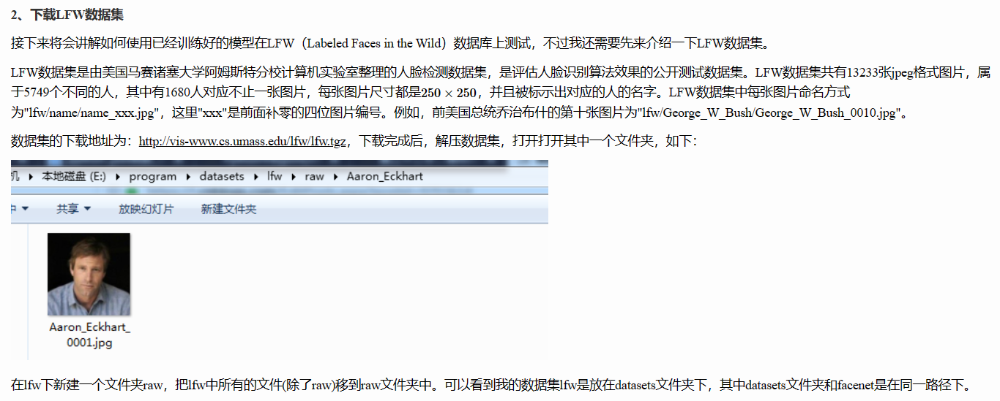 2、下载LFW数据集
接下来将会讲解如何使用已经训练好的模型在LFW（Labeled Faces in the Wild）数据库上测试，不过我还需要先来介绍一下LFW数据集。
LFW数据集是由美国马赛诸塞大学阿姆斯特分校计算机实验室整理的人脸检测数据集，是评估人脸识别算法效果的公开测试数据集。LFW数据集共有13233张jpeg格式图片，属
于5749个不同的人，其中有1680人对应不止一张图片，每张图片尺寸都是250 × 250，并且被标示出对应的人的名字。LFW数据集中每张图片命名方式
为"lfw/name/name_xxx.jpg"，这里"xxx"是前面补零的四位图片编号。例如，前美国总统乔治布什的第十张图片为"lfw/George_W_Bush/George_W_Bush_0010.jpg"。
数据集的下载地址为：http://vis-www.cs.umass.edu/lfw/lfw.tgz，下载完成后，解压数据集，打开打开其中一个文件夹，如下：
机 ▸ 本地磁盘 (E:) ▸ program ▸ datasets ▸ lfw ▸ raw ▸ Aaron_Eckhart
中 ▼ 共享 ▼ 放映幻灯片 新建文件夹
Aaron_Eckhart_
0001.jpg
在lfw下新建一个文件夹raw，把lfw中所有的文件(除了raw)移到raw文件夹中。可以看到我的数据集lfw是放在datasets文件夹下，其中datasets文件夹和facenet是在同一路径下。